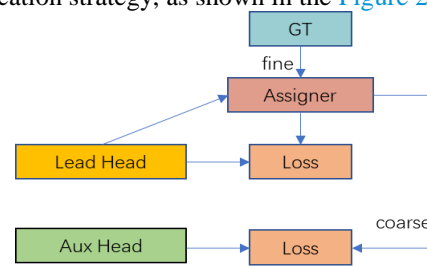 cation strategy, as shown in the Figure 2
GT
fine
Assigner
Lead Head
Loss
coarse
Aux Head
Loss